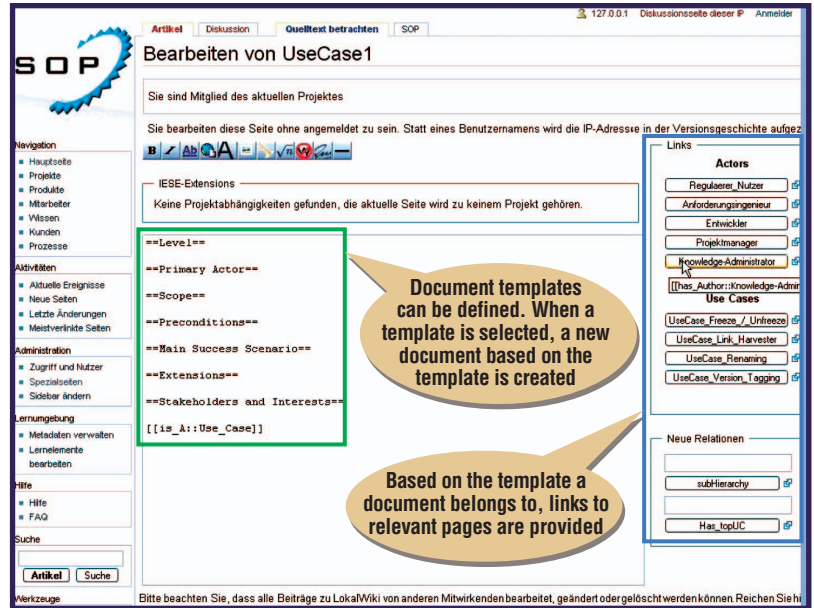 127.0.0.1 Diskussionsseite dieser IP Anmelder
Artikel Diskussion Quelltext betrachten SOP
SOP
Bearbeiten von UseCase1
Sie sind Mitglied des aktuellen Projektes
Sie bearbeiten diese Seite ohne angemeldet zu sein. Statt eines Benutzernamens wird die IP-Adresse in der Versionsgeschichte aufgez
Navigation
Hauptseite
Projekte
Produkte
Mitarbeiter
Wissen
Kunden
Prozesse
Aktivitäten
Aktuelle Ereignisse
Neue Seiten
Letzte Änderungen
Meistverlinkte Seiten
Administration
Zugriff und Nutzer
Spezialseiten
Sidebar ändern
Lernumgebung
Metadaten verwalten
Lernelemente
bearbeiten
Hilfe
Hilfe
FAQ
Suche
Artikel Suche
Werkzeuge
B I Ab A √n W
IESE-Extensions
Keine Projektabhängigkeiten gefunden, die aktuelle Seite wird zu keinem Projekt gehören.
==Level==
==Primary Actor==
==Scope==
==Preconditions==
==Main Success Scenario==
==Extensions==
==Stakeholders and Interests==
[[is_A::Use_Case]]
Document templates
can be defined. When a
template is selected, a new
document based on the
template is created
Based on the template a
document belongs to, links to
relevant pages are provided
Links
Actors
Regulaerer_Nutzer
Anforderungsingenieur
Entwickler
Projektmanager
Knowledge-Administrator
[[has_Author::Knowledge-Admir
Use Cases
UseCase_Freeze_/_Unfreeze
UseCase_Link_Harvester
UseCase_Renaming
UseCase_Version_Tagging
Neue Relationen
subHierarchy
Has_topUC
Bitte beachten Sie, dass alle Beiträge zu LokalWiki von anderen Mitwirkenden bearbeitet, geändert oder gelöscht werden können. Reichen Sie hi